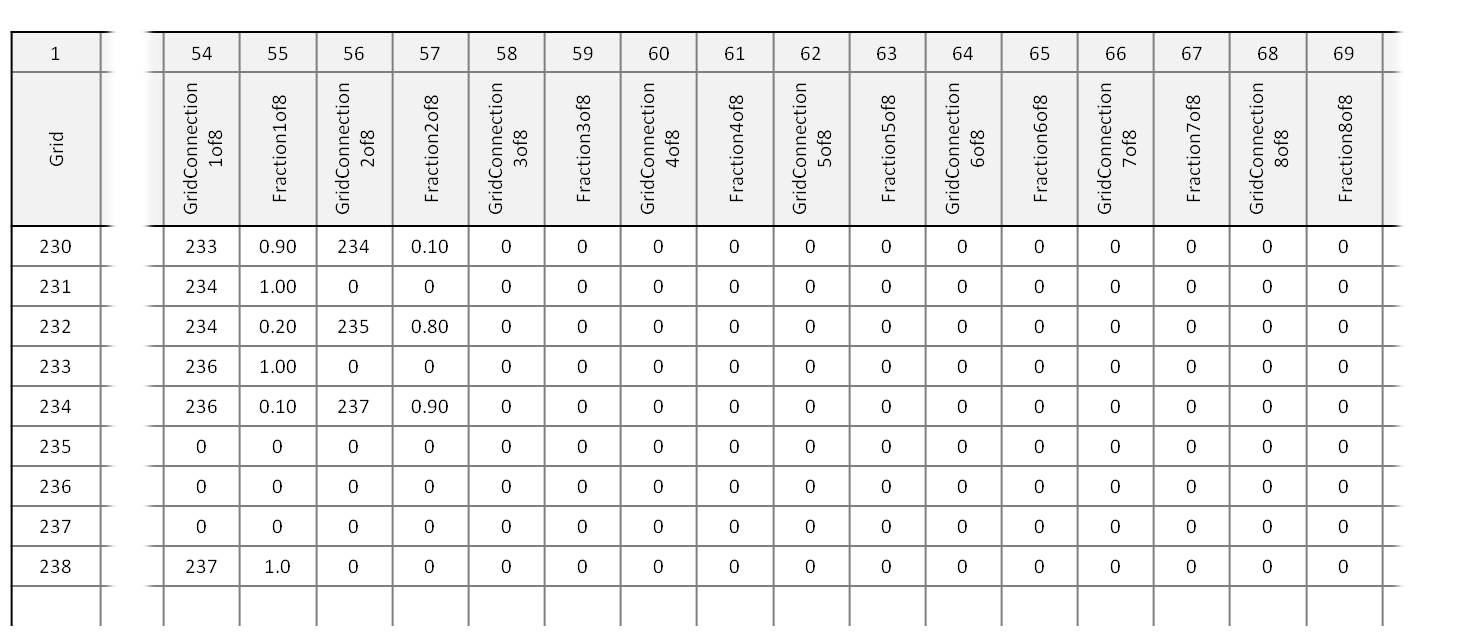 1 54 55 56 57 58 59 60 61 62 63 64 65 66 67 68 69
Grid GridConnection 1of8 Fraction1of8 GridConnection 2of8 Fraction2of8 GridConnection 3of8 Fraction3of8 GridConnection 4of8 Fraction4of8 GridConnection 5of8 Fraction5of8 GridConnection 6of8 Fraction6of8 GridConnection 7of8 Fraction7of8 GridConnection 8of8 Fraction8of8
230 233 0.90 234 0.10 0 0 0 0 0 0 0 0 0 0 0 0
231 234 1.00 0 0 0 0 0 0 0 0 0 0 0 0 0 0
232 234 0.20 235 0.80 0 0 0 0 0 0 0 0 0 0 0 0
233 236 1.00 0 0 0 0 0 0 0 0 0 0 0 0 0 0
234 236 0.10 237 0.90 0 0 0 0 0 0 0 0 0 0 0 0
235 0 0 0 0 0 0 0 0 0 0 0 0 0 0 0 0
236 0 0 0 0 0 0 0 0 0 0 0 0 0 0 0 0
237 0 0 0 0 0 0 0 0 0 0 0 0 0 0 0 0
238 237 1.0 0 0 0 0 0 0 0 0 0 0 0 0 0 0